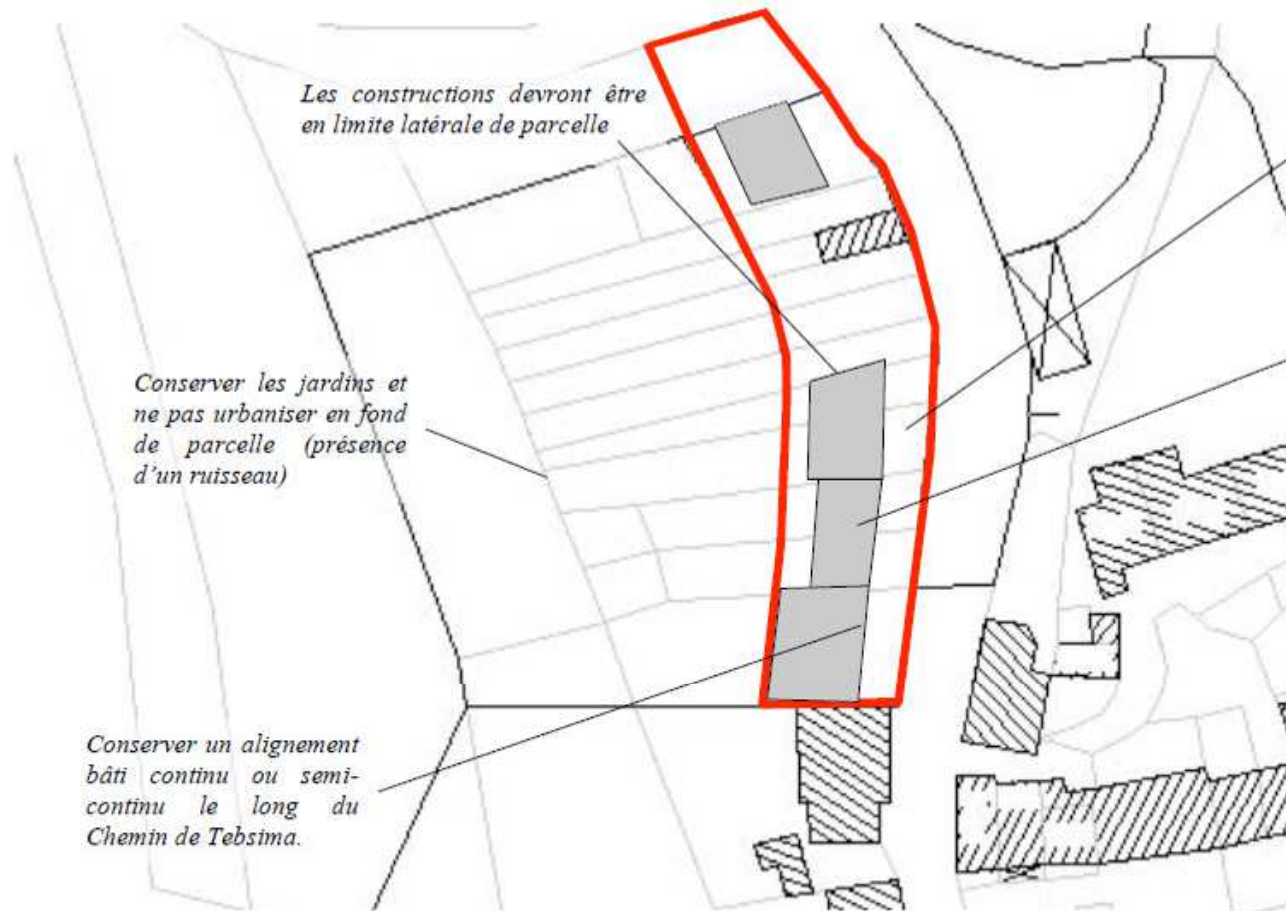 Les constructions devront être
en limite latérale de parcelle
Conserver les jardins et
ne pas urbaniser en fond
de parcelle (présence
d'un ruisseau)
Conserver un alignement
bâti continu ou semi-
continu le long du
Chemin de Tebsima.